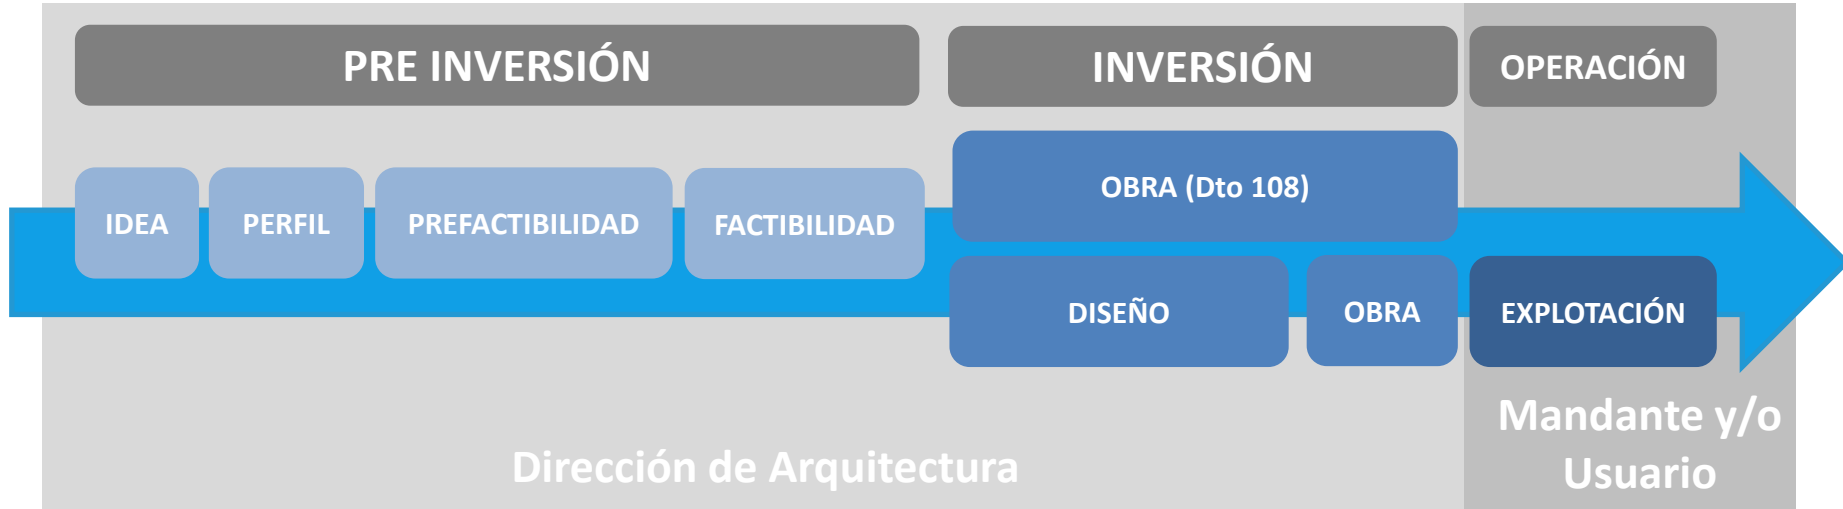 PRE INVERSIÓN
INVERSIÓN
OPERACIÓN
IDEA
PERFIL
PREFACTIBILIDAD
FACTIBILIDAD
OBRA (Dto 108)
DISEÑO
OBRA
EXPLOTACIÓN
Dirección de Arquitectura
Mandante y/o
Usuario